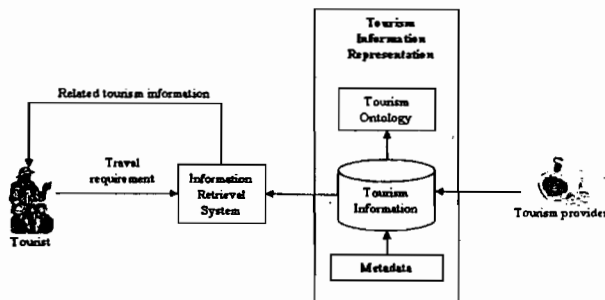 Tourism
Information
Representation
Related tourism information
Tourism
Ontology
Travel
requirement
Information
Retrieval
System
Tourism
Information
Tourist
Tourism provider
Metadata